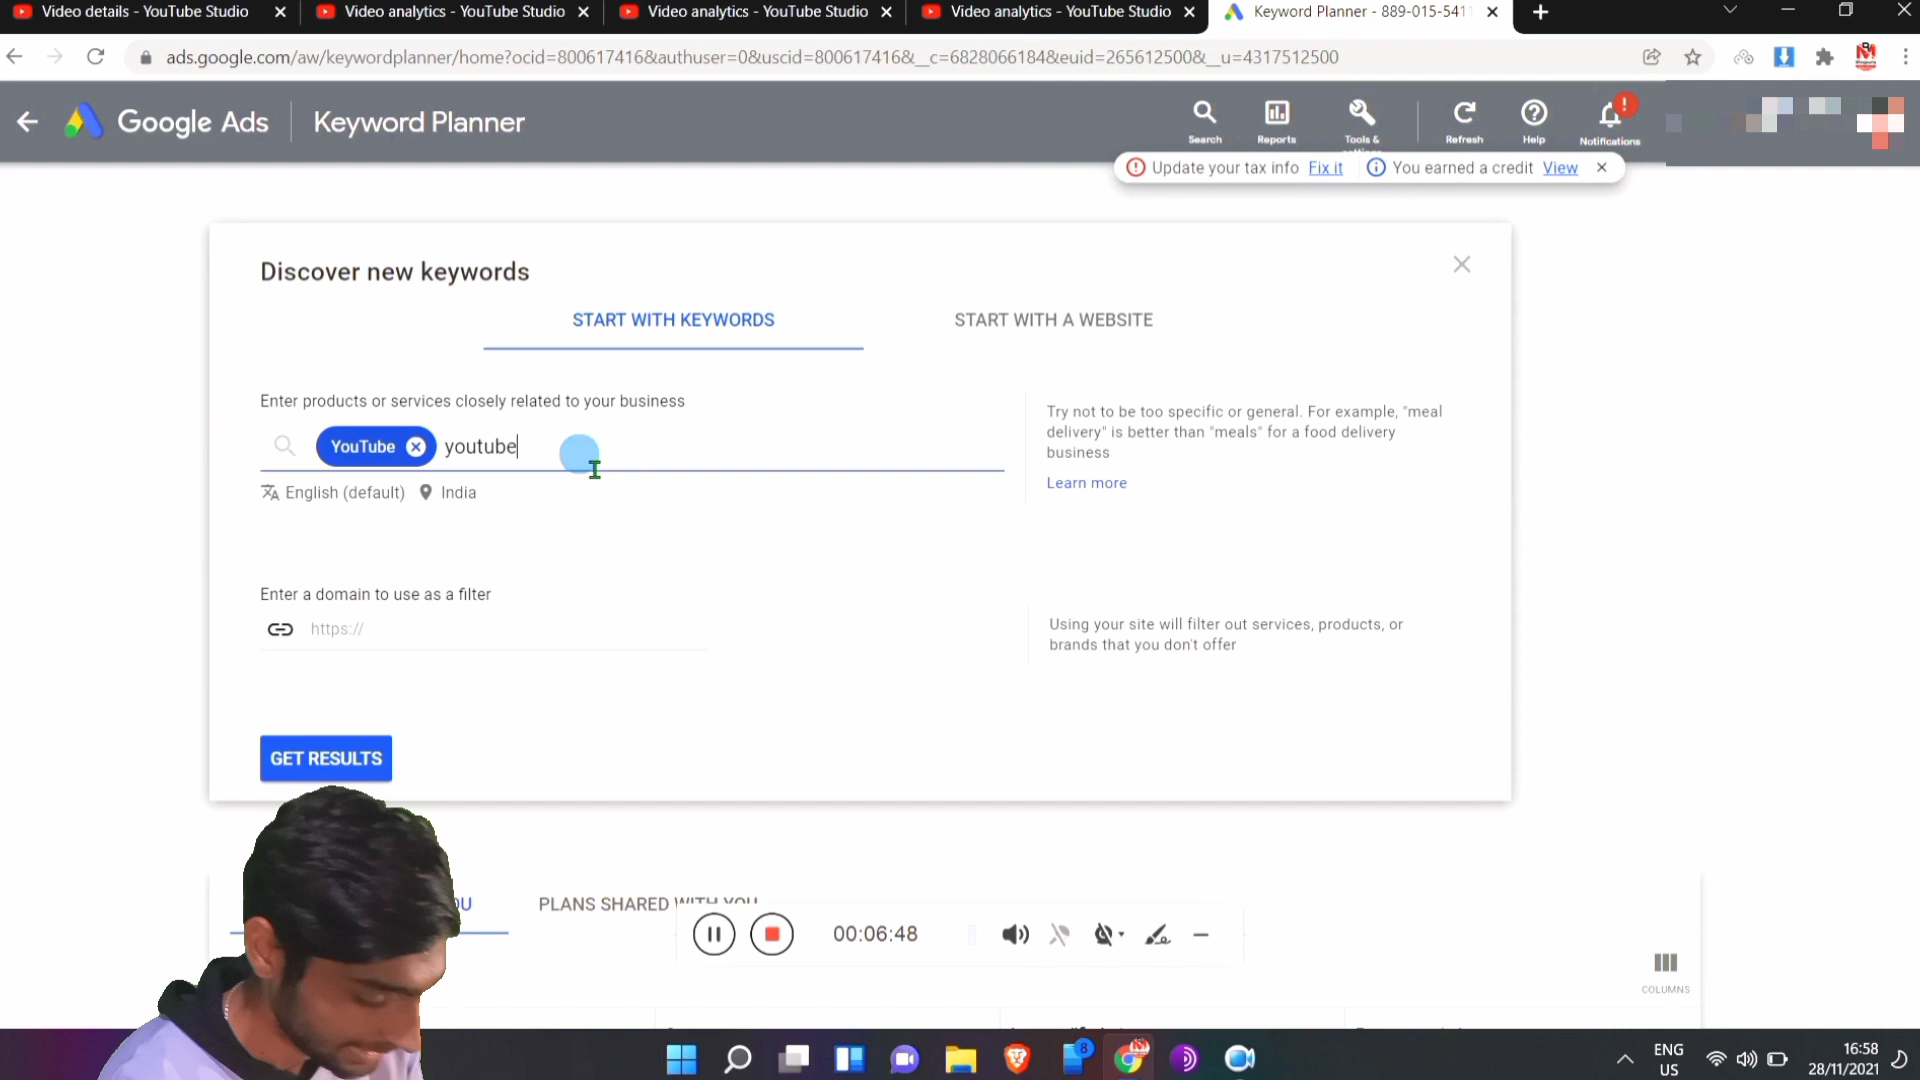 Video details - YouTube Studio
Video analytics - YouTube Studio
Video analytics - YouTube Studio
Video analytics - YouTube Studio
Keyword Planner - 889-015-5411
ads.google.com/aw/keywordplanner/home?ocid=800617416&authuser=0&uscid=800617416&__c=6828066184&euid=265612500&__u=4317512500
Google Ads
Keyword Planner
Search
Reports
Tools &
Refresh
Help
Notifications
Update your tax info Fix it
You earned a credit View
Discover new keywords
START WITH KEYWORDS
START WITH A WEBSITE
Enter products or services closely related to your business
YouTube
youtube
English (default)
India
Try not to be too specific or general. For example, "meal
delivery" is better than "meals" for a food delivery
business
Learn more
Enter a domain to use as a filter
https://
Using your site will filter out services, products, or
brands that you don't offer
GET RESULTS
PLANS SHARED WITH YOU
00:06:48
COLUMNS
8
ENG
US
16:58
28/11/2021